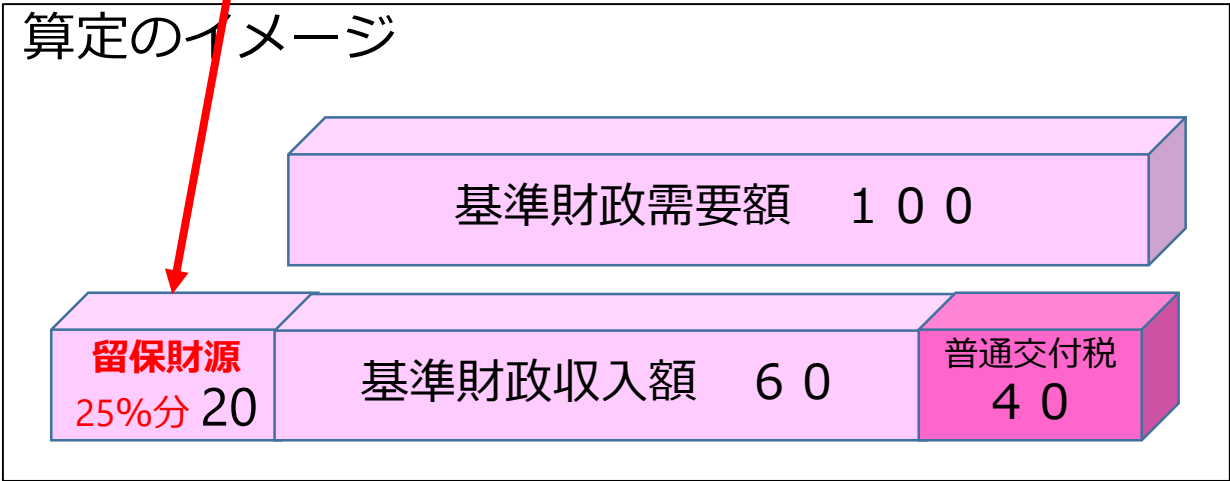 算定のイメージ
基準財政需要額　１００
留保財源
25%分 20
基準財政収入額　６０
普通交付税
４０